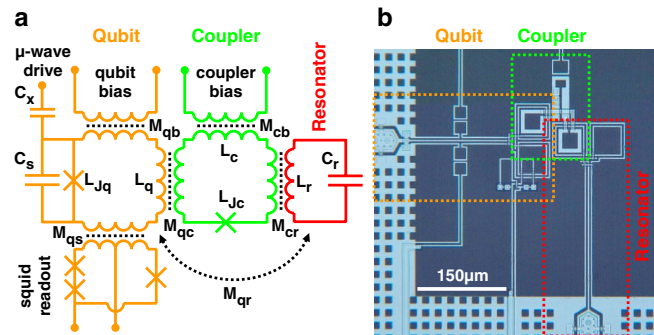 a
Qubit
Coupler
µ-wave
drive
qubit
bias
coupler
bias
Resonator
Cx
Mqb
Mcb
Cs
LJq
Lq
Lc
Lr
Cr
LJc
Mqs
Mqc
Mcr
squid
readout
Mqr
b
Qubit
Coupler
Resonator
150µm